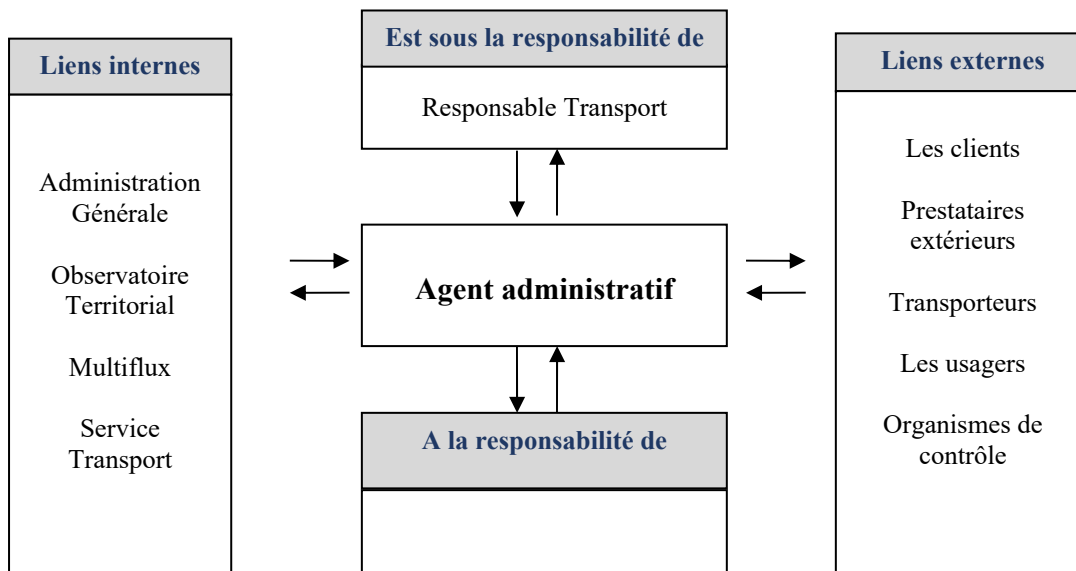 Liens internes
Administration
Générale
Observatoire
Territorial
Multiflux
Service
Transport
Est sous la responsabilité de
Responsable Transport
Agent administratif
A la responsabilité de
Liens externes
Les clients
Prestataires
extérieurs
Transporteurs
Les usagers
Organismes de
contrôle